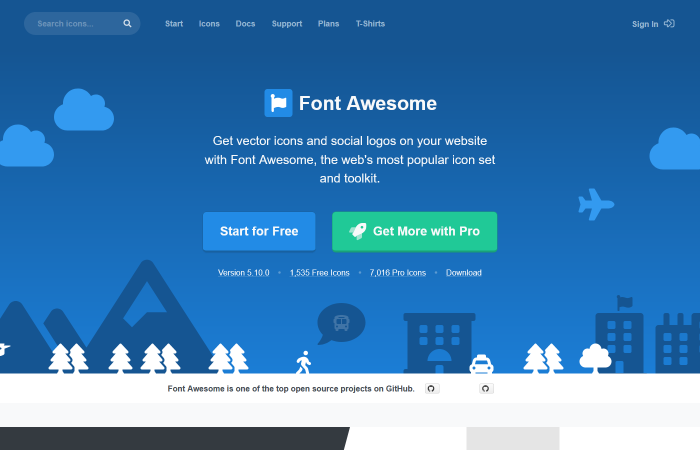 Search icons...
Start Icons Docs Support Plans T-Shirts
Sign In
Font Awesome
Get vector icons and social logos on your website
with Font Awesome, the web's most popular icon set
and toolkit.
Start for Free
Get More with Pro
Version 5.10.0 • 1,535 Free Icons • 7,016 Pro Icons • Download
Font Awesome is one of the top open source projects on GitHub.